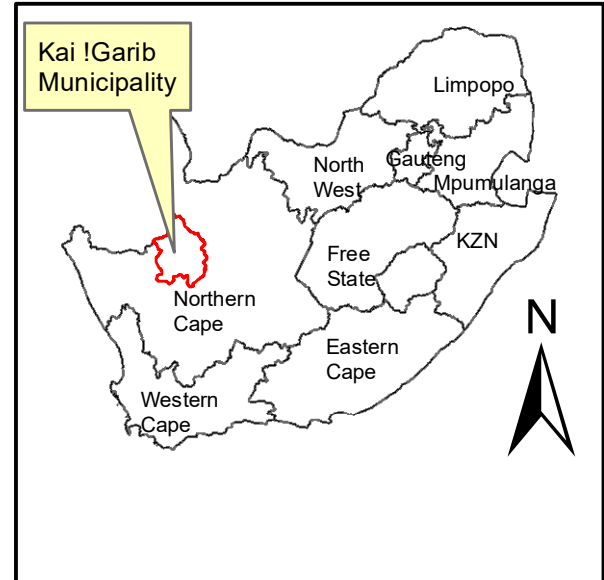 Kai !Garib
Municipality
Limpopo
Gauteng
North
West
Mpumulanga
KZN
Free
State
Northern
Cape
Eastern
Cape
Western
Cape
N